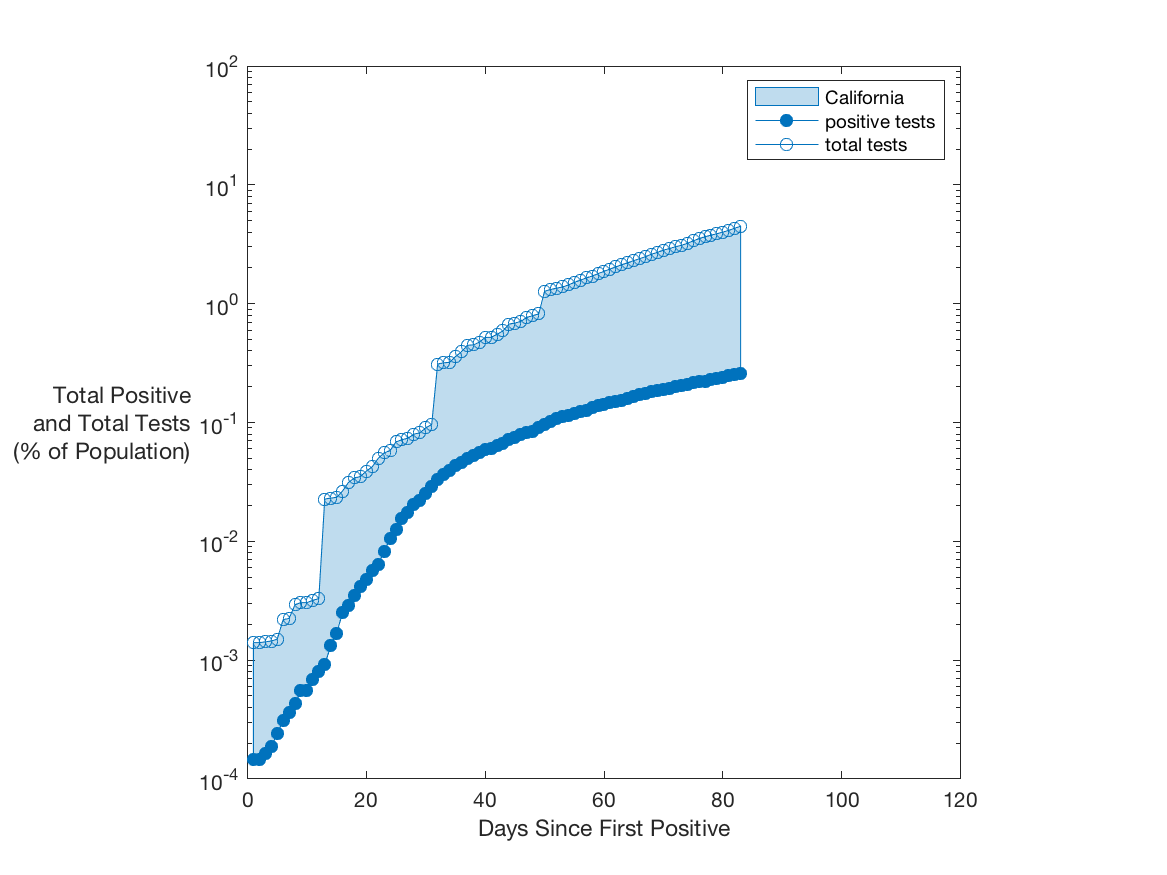 10^2
10^1
10^0
10^-1
10^-2
10^-3
10^-4
Total Positive
and Total Tests
(% of Population)
California
positive tests
total tests
0 20 40 60 80 100 120
Days Since First Positive